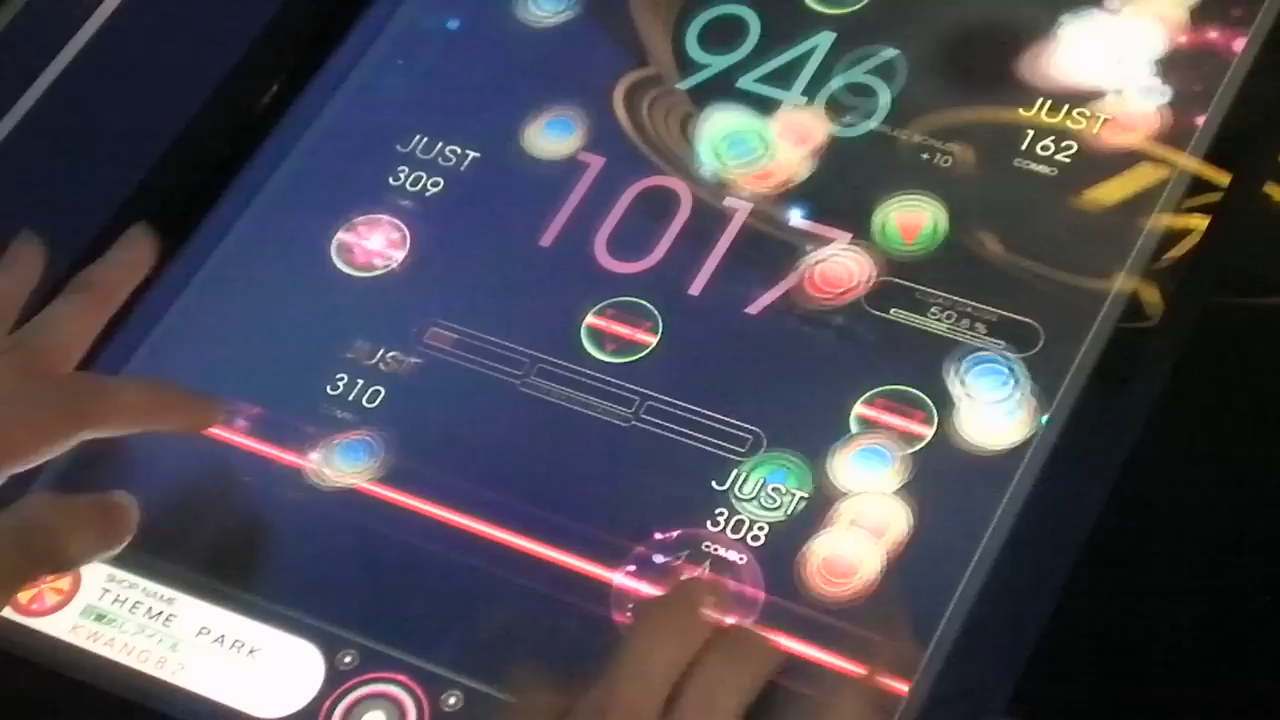 946
JUST
162
COMBO
+10
JUST
309
1017
50.8%
JUST
310
JUST
308
COMBO
SHOP NAME
THEME PARK
KWANG82